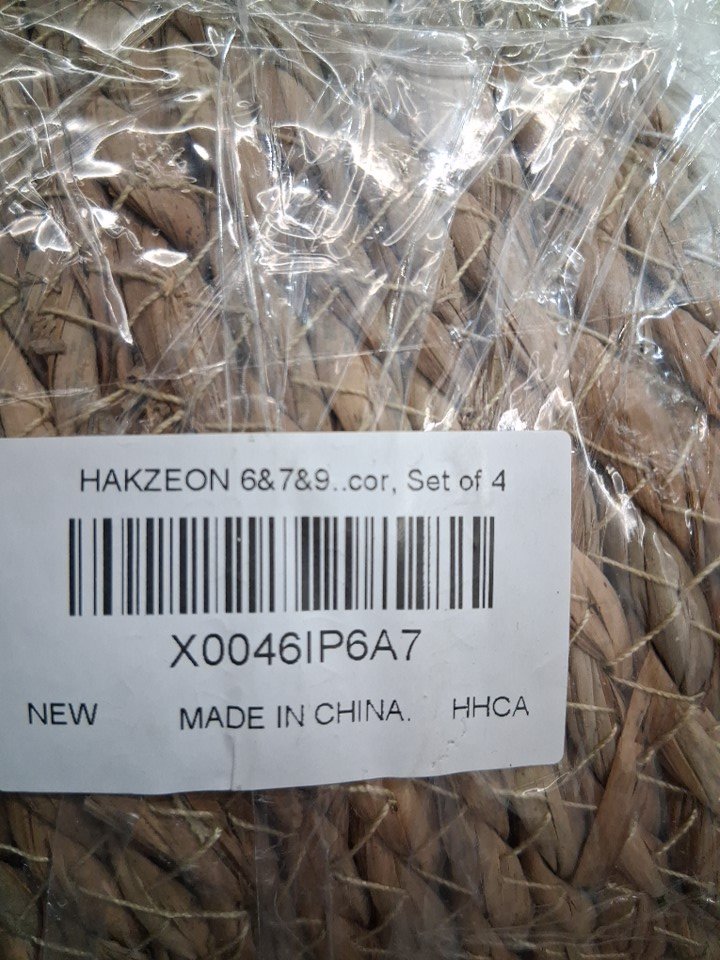 HAKZEON 6&7&9..cor, Set of 4
X0046IP6A7
NEW MADE IN CHINA. HHCA